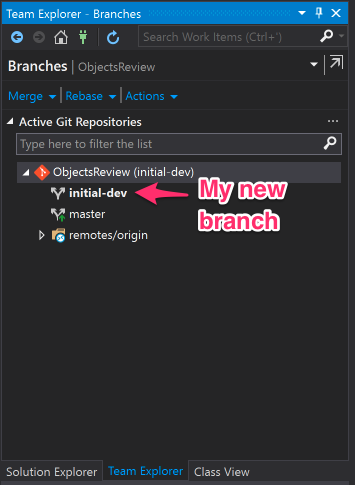 Team Explorer - Branches
Search Work Items (Ctrl+')
Branches | ObjectsReview
Merge | Rebase | Actions
Active Git Repositories
Type here to filter the list
ObjectsReview (initial-dev)
initial-dev
My new
branch
master
remotes/origin
Solution Explorer Team Explorer Class View